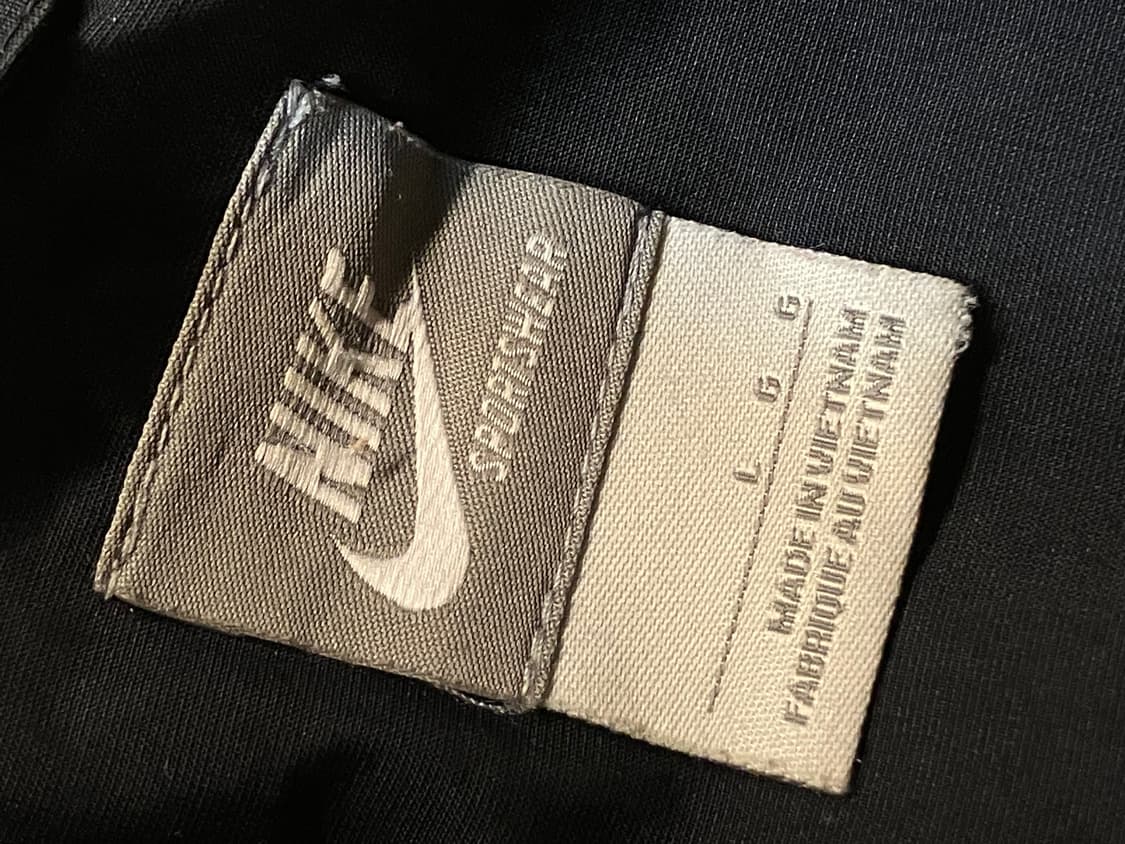 NIKE
SPORTSWEAR
L G G
MADE IN VIETNAM
FABRIQUE AU VIETNAM